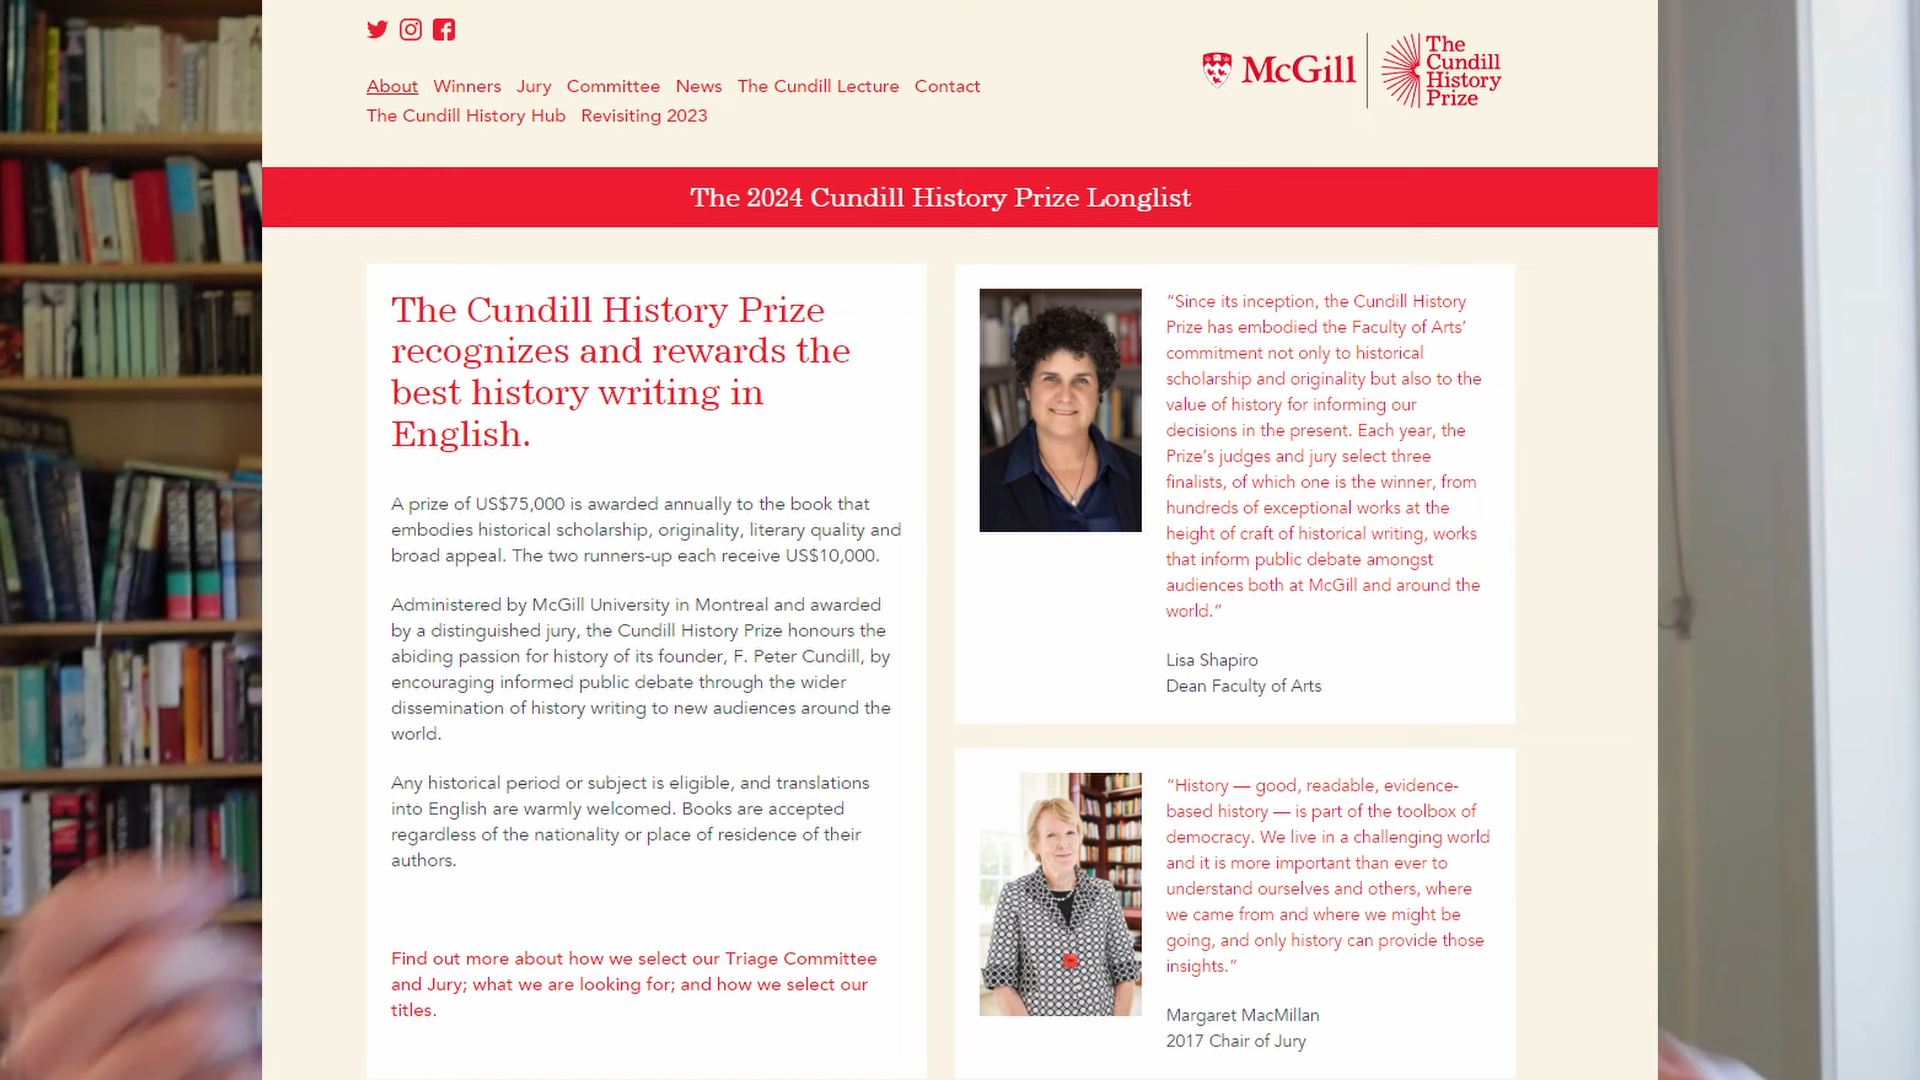 About Winners Jury Committee News The Cundill Lecture Contact
The Cundill History Hub Revisiting 2023
McGill
The
Cundill
History
Prize
The 2024 Cundill History Prize Longlist
The Cundill History Prize
recognizes and rewards the
best history writing in
English.
A prize of US$75,000 is awarded annually to the book that
embodies historical scholarship, originality, literary quality and
broad appeal. The two runners-up each receive US$10,000.
Administered by McGill University in Montreal and awarded
by a distinguished jury, the Cundill History Prize honours the
abiding passion for history of its founder, F. Peter Cundill, by
encouraging informed public debate through the wider
dissemination of history writing to new audiences around the
world.
Any historical period or subject is eligible, and translations
into English are warmly welcomed. Books are accepted
regardless of the nationality or place of residence of their
authors.
Find out more about how we select our Triage Committee
and Jury; what we are looking for; and how we select our
titles.
“Since its inception, the Cundill History
Prize has embodied the Faculty of Arts’
commitment not only to historical
scholarship and originality but also to the
value of history for informing our
decisions in the present. Each year, the
Prize’s judges and jury select three
finalists, of which one is the winner, from
hundreds of exceptional works at the
height of craft of historical writing, works
that inform public debate amongst
audiences both at McGill and around the
world.”
Lisa Shapiro
Dean Faculty of Arts
“History — good, readable, evidence-
based history — is part of the toolbox of
democracy. We live in a challenging world
and it is more important than ever to
understand ourselves and others, where
we came from and where we might be
going, and only history can provide those
insights.”
Margaret MacMillan
2017 Chair of Jury